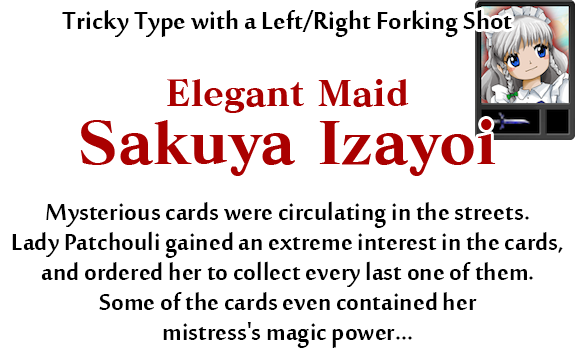 Tricky Type with a Left/Right Forking Shot
Elegant Maid
Sakuya Izayoi
Mysterious cards were circulating in the streets.
Lady Patchouli gained an extreme interest in the cards,
and ordered her to collect every last one of them.
Some of the cards even contained her
mistress's magic power...